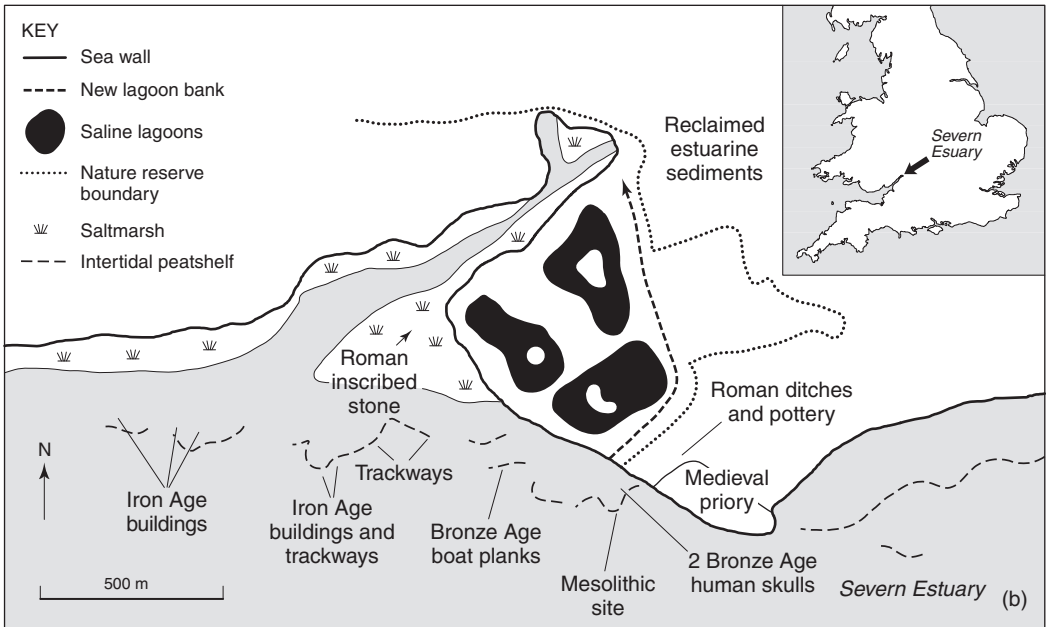 KEY
Sea wall
New lagoon bank
Saline lagoons
Nature reserve
boundary
Saltmarsh
Intertidal peatshelf
Severn
Estuary
Reclaimed
estuarine
sediments
Roman
inscribed
stone
Roman ditches
and pottery
Medieval
priory
Trackways
N
Iron Age
buildings
Iron Age
buildings and
trackways
Bronze Age
boat planks
Mesolithic
site
2 Bronze Age
human skulls
500 m
Severn Estuary
(b)